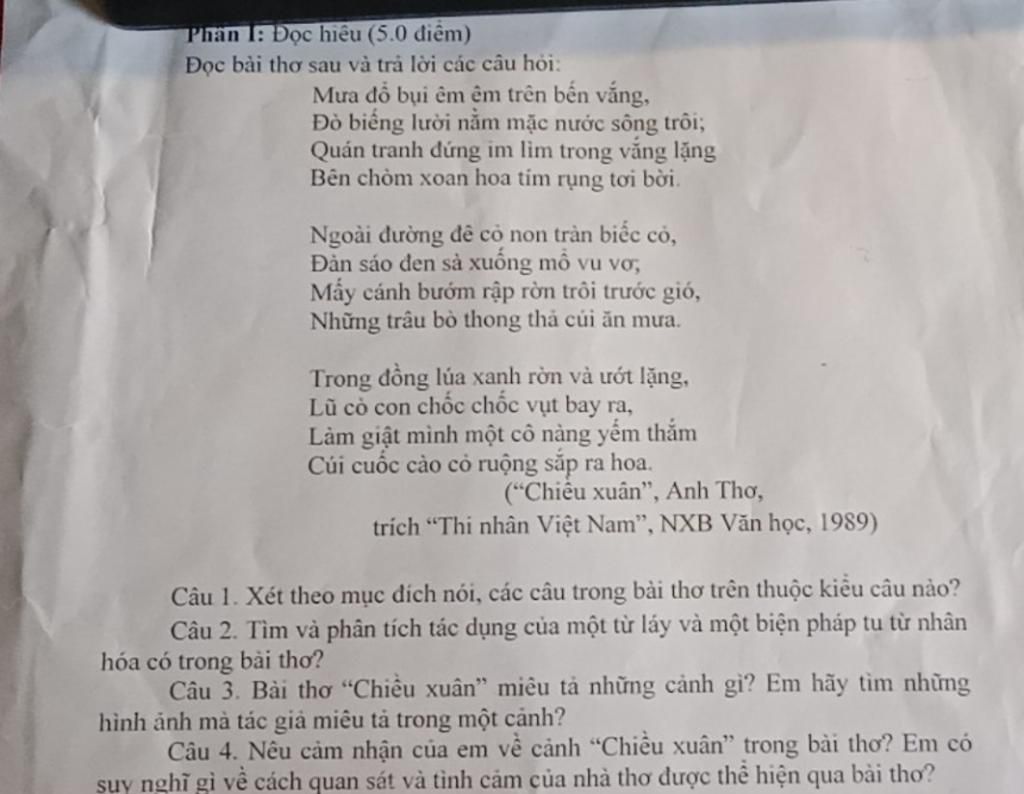 Phần I: Đọc hiểu (5.0 điểm)
Đọc bài thơ sau và trả lời các câu hỏi:
Mưa đổ bụi êm êm trên bến vắng,
Đò biếng lười nằm mặc nước sông trôi;
Quán tranh đứng im lìm trong vắng lặng
Bên chòm xoan hoa tím rụng tơi bời.
Ngoài đường đê cỏ non tràn biếc cỏ,
Đàn sáo đen sà xuống mổ vu vơ;
Mấy cánh bướm rập rờn trôi trước gió,
Những trâu bò thong thả cúi ăn mưa.
Trong đồng lúa xanh rờn và ướt lặng,
Lũ cò con chốc chốc vụt bay ra,
Làm giật mình một cô nàng yếm thắm
Cúi cuốc cào cỏ ruộng sắp ra hoa.
(“Chiều xuân”, Anh Thơ,
trích “Thi nhân Việt Nam”, NXB Văn học, 1989)
Câu 1. Xét theo mục đích nói, các câu trong bài thơ trên thuộc kiểu câu nào?
Câu 2. Tìm và phân tích tác dụng của một từ láy và một biện pháp tu từ nhân
hóa có trong bài thơ?
Câu 3. Bài thơ “Chiều xuân” miêu tả những cảnh gì? Em hãy tìm những
hình ảnh mà tác giả miêu tả trong một cảnh?
Câu 4. Nêu cảm nhận của em về cảnh “Chiều xuân” trong bài thơ? Em có
suy nghĩ gì về cách quan sát và tình cảm của nhà thơ được thể hiện qua bài thơ?